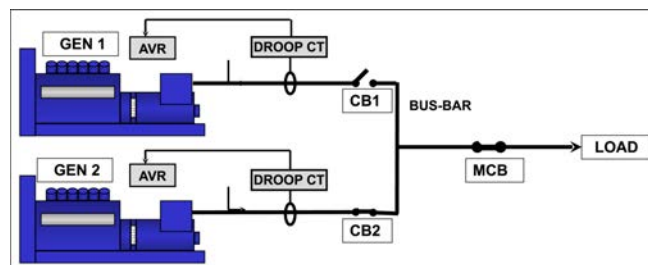 GEN 1
AVR
DROOP CT
CB1
BUS-BAR
MCB
LOAD
GEN 2
AVR
DROOP CT
CB2